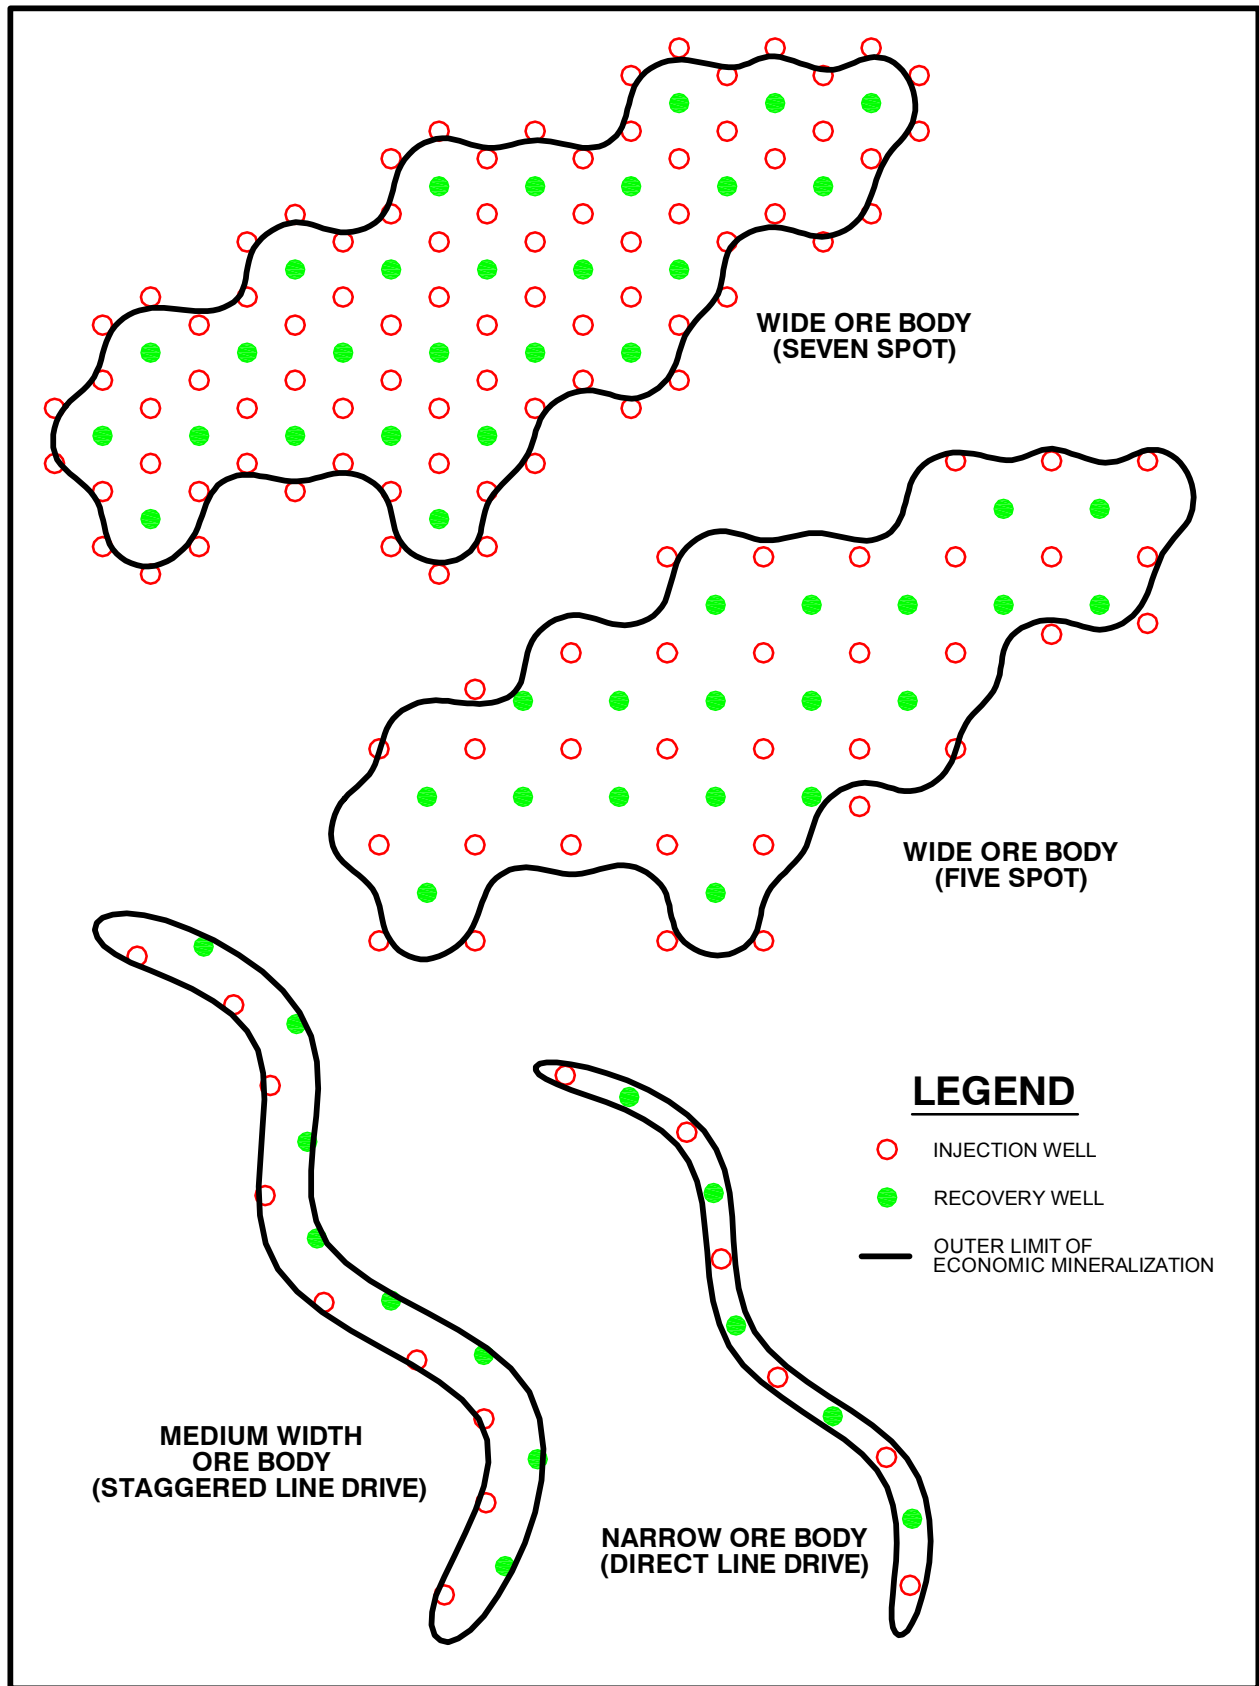 WIDE ORE BODY
(SEVEN SPOT)
WIDE ORE BODY
(FIVE SPOT)
LEGEND
INJECTION WELL
RECOVERY WELL
OUTER LIMIT OF
ECONOMIC MINERALIZATION
MEDIUM WIDTH
ORE BODY
(STAGGERED LINE DRIVE)
NARROW ORE BODY
(DIRECT LINE DRIVE)